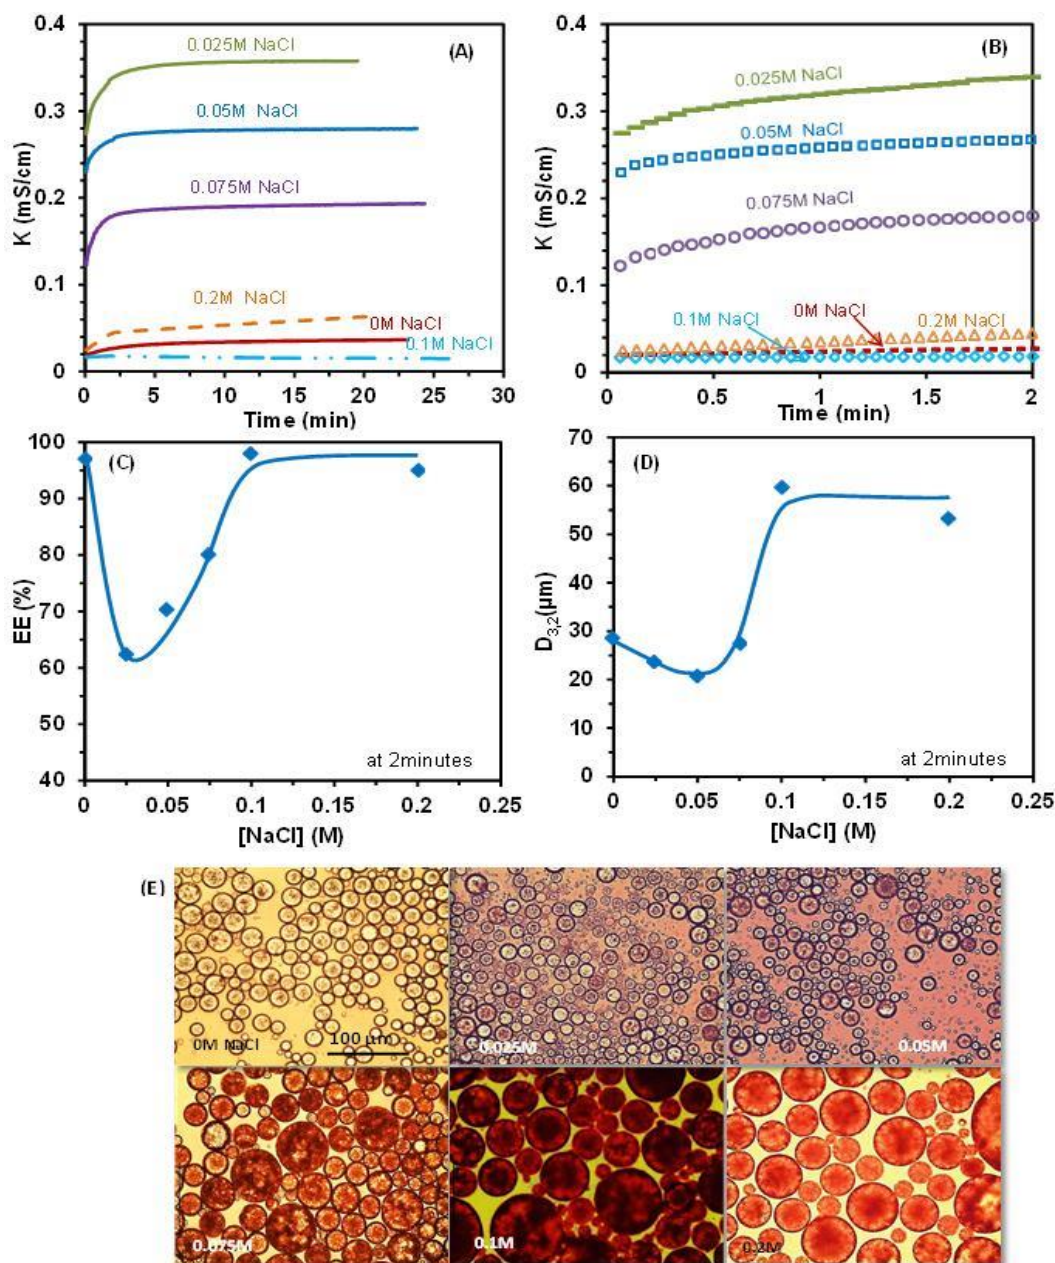 (A)
K (mS/cm)
0.4
0.3
0.2
0.1
0
0.025M NaCl
0.05M NaCl
0.075M NaCl
0.2M NaCl
0M NaCl
0.1M NaCl
0 5 10 15 20 25 30
Time (min)
(B)
K (mS/cm)
0.4
0.3
0.2
0.1
0
0.025M NaCl
0.05M NaCl
0.075M NaCl
0M NaCl
0.1M NaCl
0.2M NaCl
0.5 1 1.5 2
Time (min)
(C)
EE (%)
100
90
80
70
60
50
40
at 2minutes
0 0.05 0.1 0.15 0.2 0.25
[NaCl] (M)
(D)
D3,2(µm)
70
60
50
40
30
20
10
0
at 2minutes
0 0.05 0.1 0.15 0.2 0.25
[NaCl] (M)
(E)
0M NaCl
100 µm
0.025M
0.05M
0.075M
0.1M
0.2M